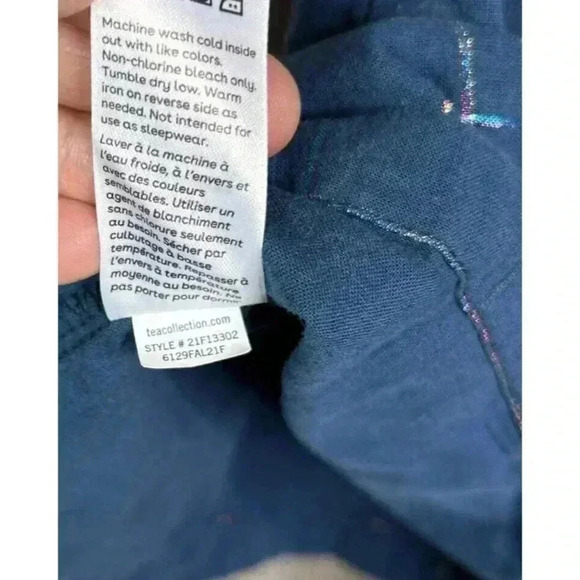 Machine wash cold inside
out with like colors.
Non-chlorine bleach only.
Tumble dry low. Warm
iron on reverse side as
needed. Not intended for
use as sleepwear.
Laver à la machine à
l'eau froide, à l'envers et
avec des couleurs
semblables. Utiliser un
agent de blanchiment
sans chlorure seulement
au besoin. Sécher par
culbutage à basse
température. Repasser à
l'envers à température
moyenne au besoin. Ne
pas porter pour dormir
teacollection.com
STYLE # 21F13302
6129FAL21F